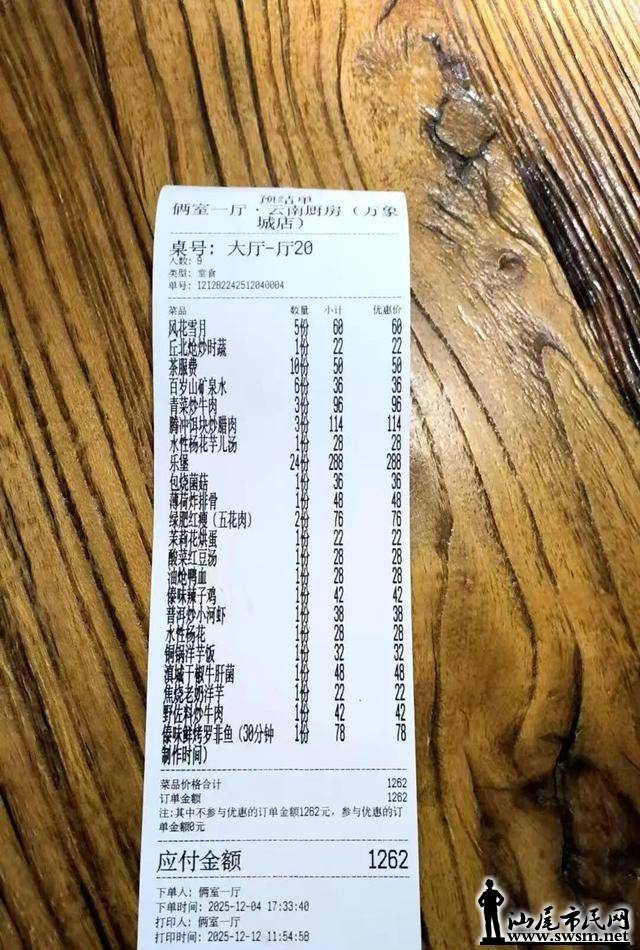 预结单
俩室一厅·云南厨房（万象
城店）
桌号: 大厅-厅20
人数: 9
类型: 堂食
单号: 121282242512040004
菜品 数量 小计 优惠价
风花雪月 5份 60 60
丘北炝炒时蔬 1份 22 22
茶服费 10份 50 50
百岁山矿泉水 6份 36 36
青菜炒牛肉 3份 96 96
腾冲饵块炒腊肉 3份 114 114
水性杨花芋儿汤 1份 28 28
乐堡 24份 288 288
包烧菌菇 1份 36 36
薄荷炸排骨 1份 48 48
绿肥红瘦（五花肉） 2份 76 76
茉莉花烘蛋 1份 22 22
酸菜红豆汤 1份 28 28
油炝鸭血 1份 28 28
傣味辣子鸡 1份 42 42
普洱炒小河虾 1份 38 38
水性杨花 1份 28 28
铜锅洋芋饭 1份 32 32
滇城干椒牛肝菌 1份 48 48
焦烧老奶洋芋 1份 22 22
野佐料炒牛肉 1份 42 42
傣味鲜烤罗非鱼（30分钟 1份 78 78
制作时间）
菜品价格合计 1262
订单金额 1262
注:其中不参与优惠的订单金额1262元，参与优惠的订
单金额0元
应付金额 1262
下单人: 俩室一厅
下单时间: 2025-12-04 17:33:40
打印人: 俩室一厅
打印时间: 2025-12-12 11:54:58
汕尾市民网
www.swsm.net